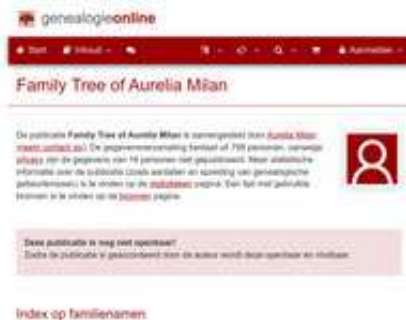 genealogieonline
Start Inhoud Aanmelden
Family Tree of Aurelia Milan
De publicatie Family Tree of Aurelia Milan is samengesteld door Aurelia Milan
(neem contact op). De gegevensverzameling bestaat uit personen, vanwege
privacy zijn de gegevens van 16 personen niet gepubliceerd. Meer statistische
informatie over de publicatie (zoals aantallen en spreiding van genealogische
gebeurtenissen) is te vinden op de statistieken pagina. Een lijst met gebruikte
bronnen is te vinden op de bronnen pagina.
Deze publicatie is nog niet openbaar!
Zodra de publicatie is geaccordeerd door de auteur wordt deze openbaar en vindbaar.
Index op familienamen